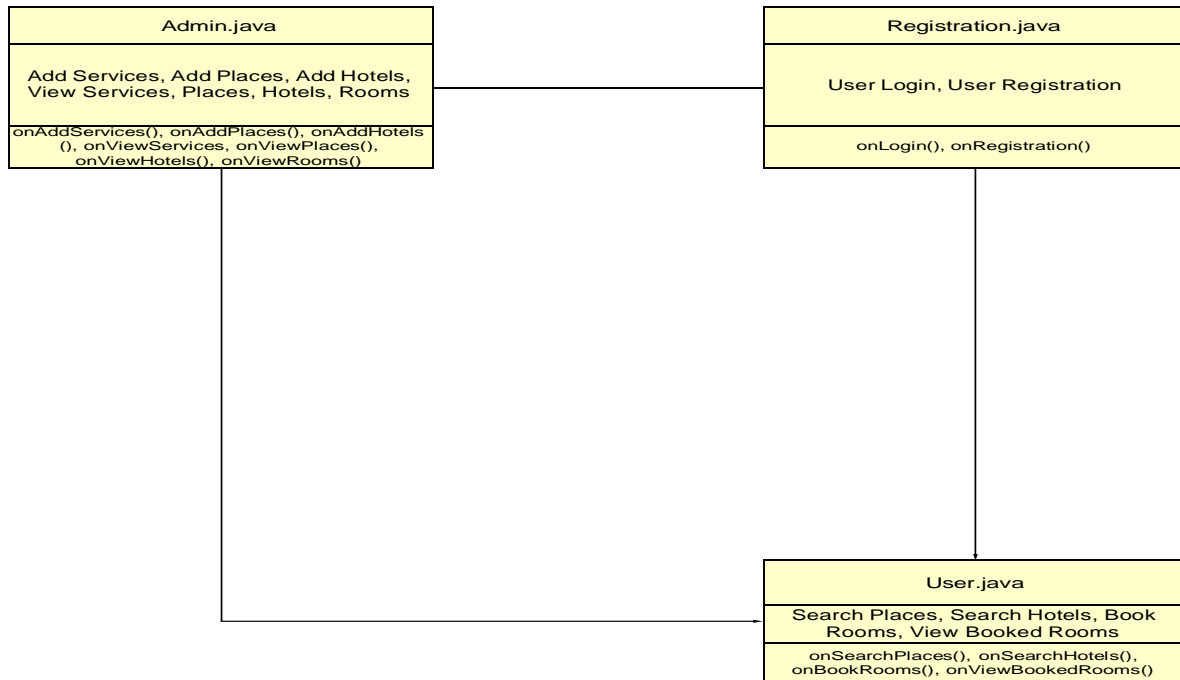 Admin.java
Add Services, Add Places, Add Hotels,
View Services, Places, Hotels, Rooms
onAddServices(), onAddPlaces(), onAddHotels
(), onViewServices, onViewPlaces(),
onViewHotels(), onViewRooms()
Registration.java
User Login, User Registration
onLogin(), onRegistration()
User.java
Search Places, Search Hotels, Book
Rooms, View Booked Rooms
onSearchPlaces(), onSearchHotels(),
onBookRooms(), onViewBookedRooms()